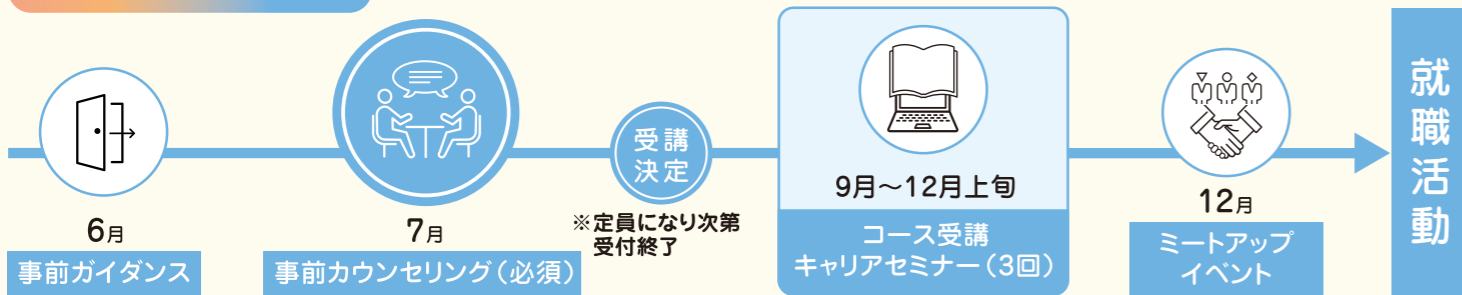 6月
事前ガイダンス
7月
事前カウンセリング（必須）
受講
決定
※定員になり次第
受付終了
9月～12月上旬
コース受講
キャリアセミナー（3回）
12月
ミートアップ
イベント
就職活動